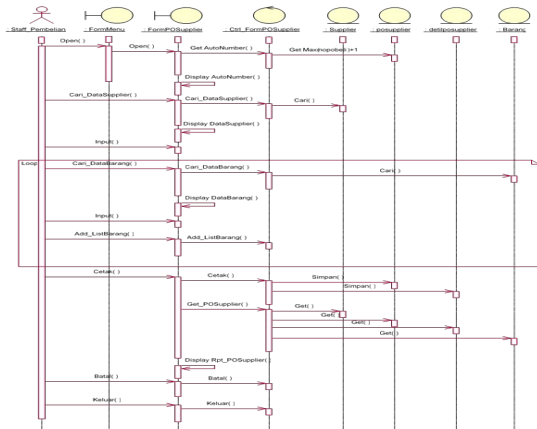 : Staff_Pembelian
: FormMenu
: FormPOSupplier
: Ctrl_FormPOSupplier
: Supplier
: posupplier
: detilposupplier
: Barang
Open( )
Open( )
Get AutoNumber( )
Get Max(nopobeli)+1
Display AutoNumber( )
Cari_DataSupplier( )
Cari_DataSupplier( )
Cari( )
Display DataSupplier( )
Input( )
Loop
Cari_DataBarang( )
Cari_DataBarang( )
Cari( )
Display DataBarang( )
Input( )
Add_ListBarang( )
Add_ListBarang( )
Cetak( )
Cetak( )
Simpan( )
Simpan( )
Get_POSupplier( )
Get( )
Get( )
Get( )
Get( )
Display Rpt_POSupplier( )
Batal( )
Batal( )
Keluar( )
Keluar( )